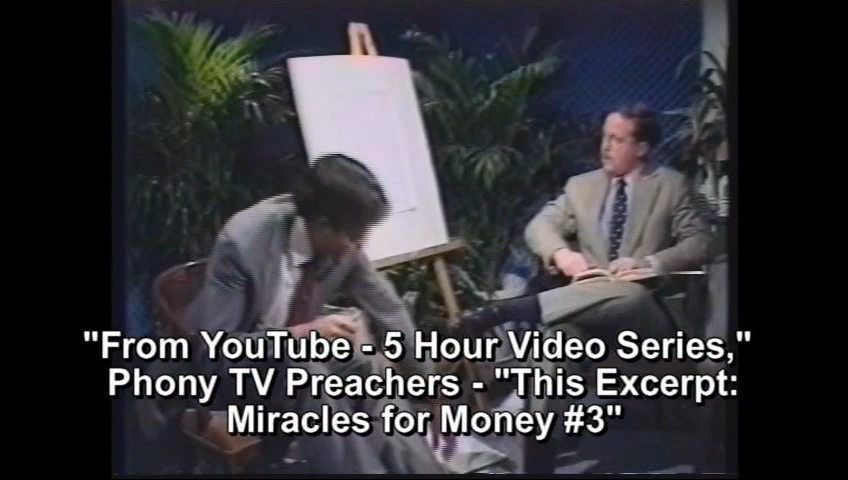 "From YouTube - 5 Hour Video Series,"
Phony TV Preachers - "This Excerpt:
Miracles for Money #3"